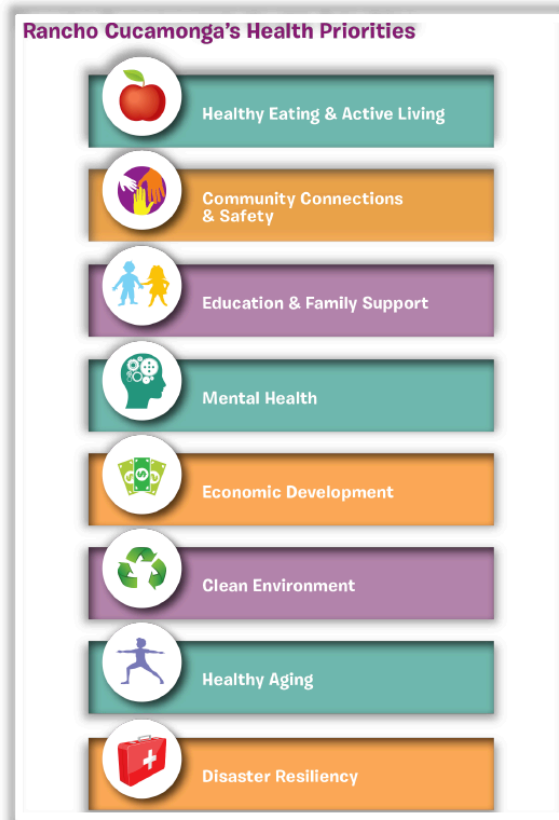 Rancho Cucamonga's Health Priorities
Healthy Eating & Active Living
Community Connections
& Safety
Education & Family Support
Mental Health
Economic Development
Clean Environment
Healthy Aging
Disaster Resiliency